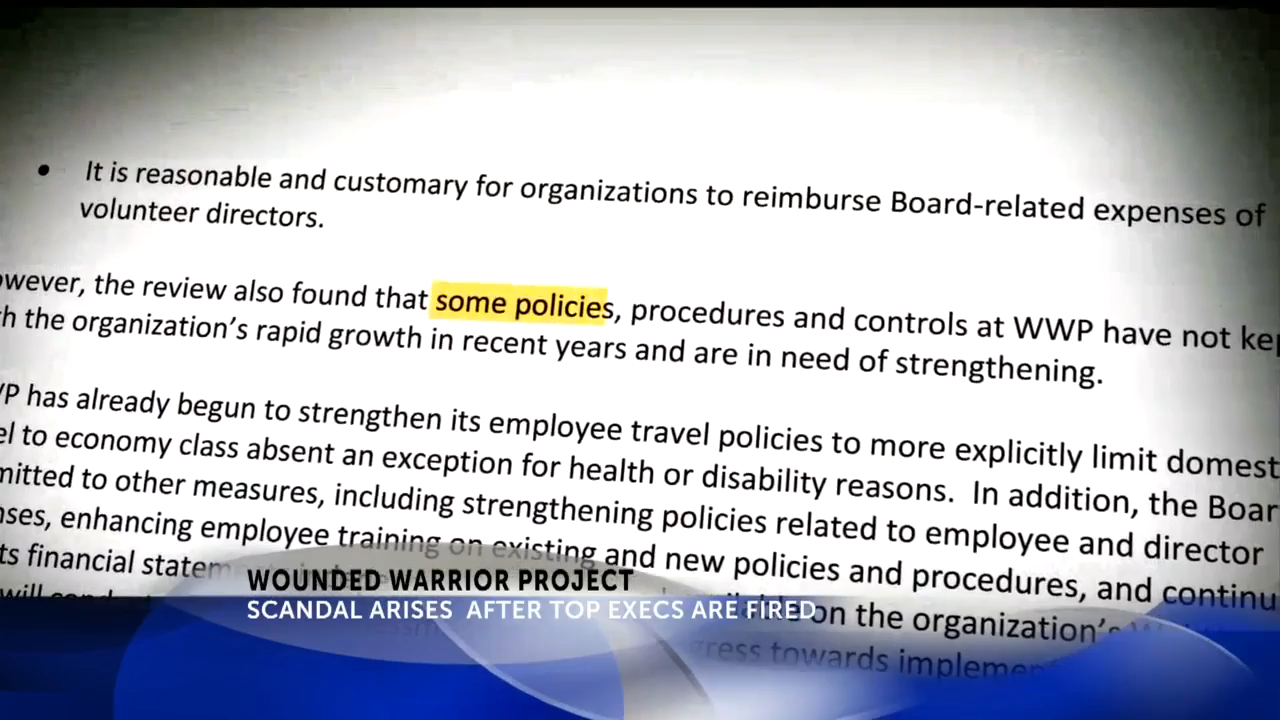 • It is reasonable and customary for organizations to reimburse Board-related expenses of
volunteer directors.
owever, the review also found that some policies, procedures and controls at WWP have not kep
h the organization's rapid growth in recent years and are in need of strengthening.
VP has already begun to strengthen its employee travel policies to more explicitly limit domest
el to economy class absent an exception for health or disability reasons. In addition, the Boar
mitted to other measures, including strengthening policies related to employee and director
nses, enhancing employee training on existing and new policies and procedures, and continu
ts financial statem
WOUNDED WARRIOR PROJECT
will
SCANDAL ARISES AFTER TOP EXECS ARE FIRED
on the organization's
gress towards implemen